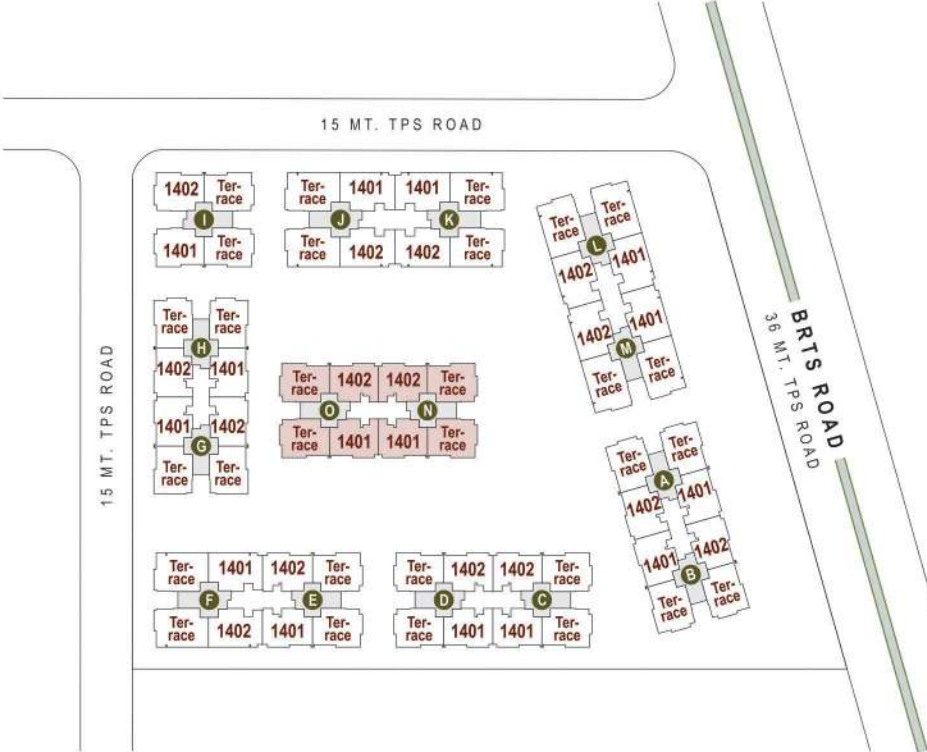 15 MT. TPS ROAD
1402 Ter-
race
I
1401 Ter-
race
Ter-
race 1401 1401 Ter-
race
J K
Ter-
race 1402 1402 Ter-
race
Ter-
race Ter-
race
L
1402 1401
1402 1401
M
Ter-
race Ter-
race
BRTS ROAD
36 MT. TPS ROAD
15 MT. TPS ROAD
Ter-
race Ter-
race
H
1402 1401
1401 1402
G
Ter-
race Ter-
race
Ter-
race 1402 1402 Ter-
race
O N
Ter-
race 1401 1401 Ter-
race
Ter-
race Ter-
race
A
1402 1401
1401 1402
B
Ter-
race Ter-
race
Ter-
race 1401 1402 Ter-
race
F E
Ter-
race 1402 1401 Ter-
race
Ter-
race 1402 1402 Ter-
race
D C
Ter-
race 1401 1401 Ter-
race